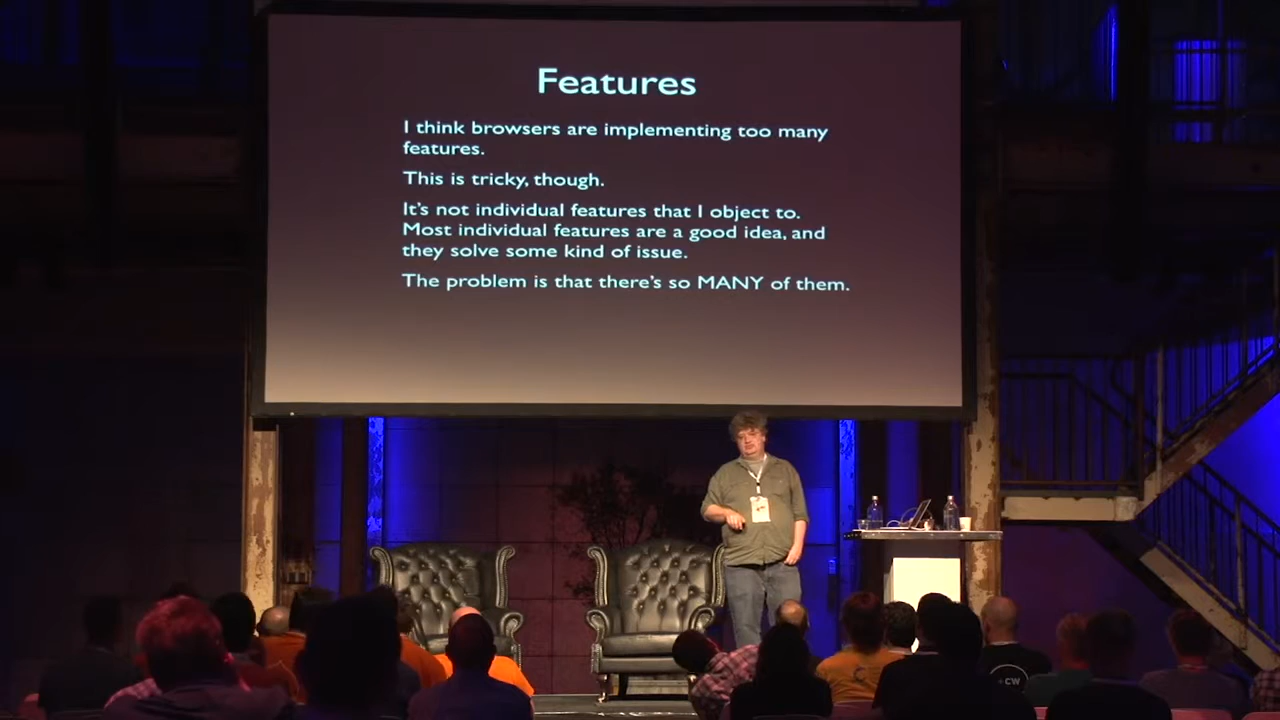 Features
I think browsers are implementing too many
features.
This is tricky, though.
It's not individual features that I object to.
Most individual features are a good idea, and
they solve some kind of issue.
The problem is that there's so MANY of them.
+CW